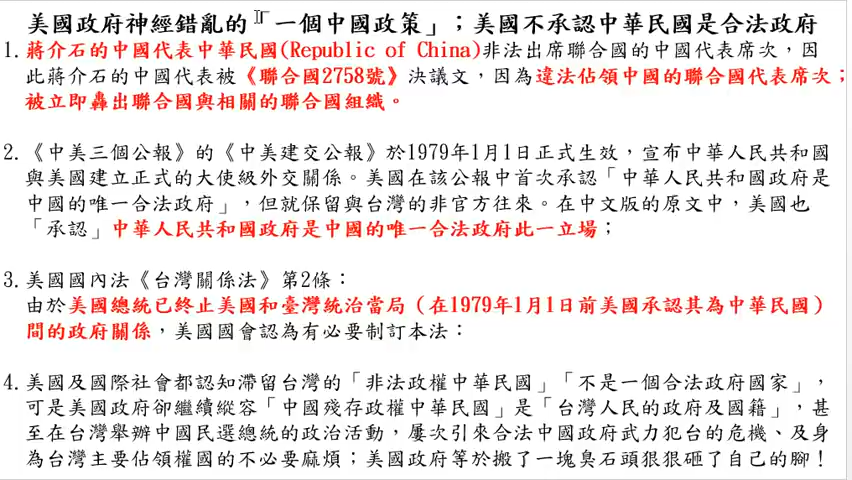 美國政府神經錯亂的「一個中國政策」；美國不承認中華民國是合法政府
1. 蔣介石的中國代表中華民國(Republic of China)非法出席聯合國的中國代表席次，因
此蔣介石的中國代表被《聯合國2758號》決議文，因為違法佔領中國的聯合國代表席次；
被立即轟出聯合國與相關的聯合國組織。
2.《中美三個公報》的《中美建交公報》於1979年1月1日正式生效，宣布中華人民共和國
與美國建立正式的大使級外交關係。美國在該公報中首次承認「中華人民共和國政府是
中國的唯一合法政府」，但就保留與台灣的非官方往來。在中文版的原文中，美國也
「承認」中華人民共和國政府是中國的唯一合法政府此一立場；
3.美國國內法《台灣關係法》第2條：
由於美國總統已終止美國和臺灣統治當局（在1979年1月1日前美國承認其為中華民國）
間的政府關係，美國國會認為有必要制訂本法：
4.美國及國際社會都認知滯留台灣的「非法政權中華民國」「不是一個合法政府國家」，
可是美國政府卻繼續縱容「中國殘存政權中華民國」是「台灣人民的政府及國籍」，甚
至在台灣舉辦中國民選總統的政治活動，屢次引來合法中國政府武力犯台的危機、及身
為台灣主要佔領權國的不必要麻煩；美國政府等於搬了一塊臭石頭狠狠砸了自己的腳！